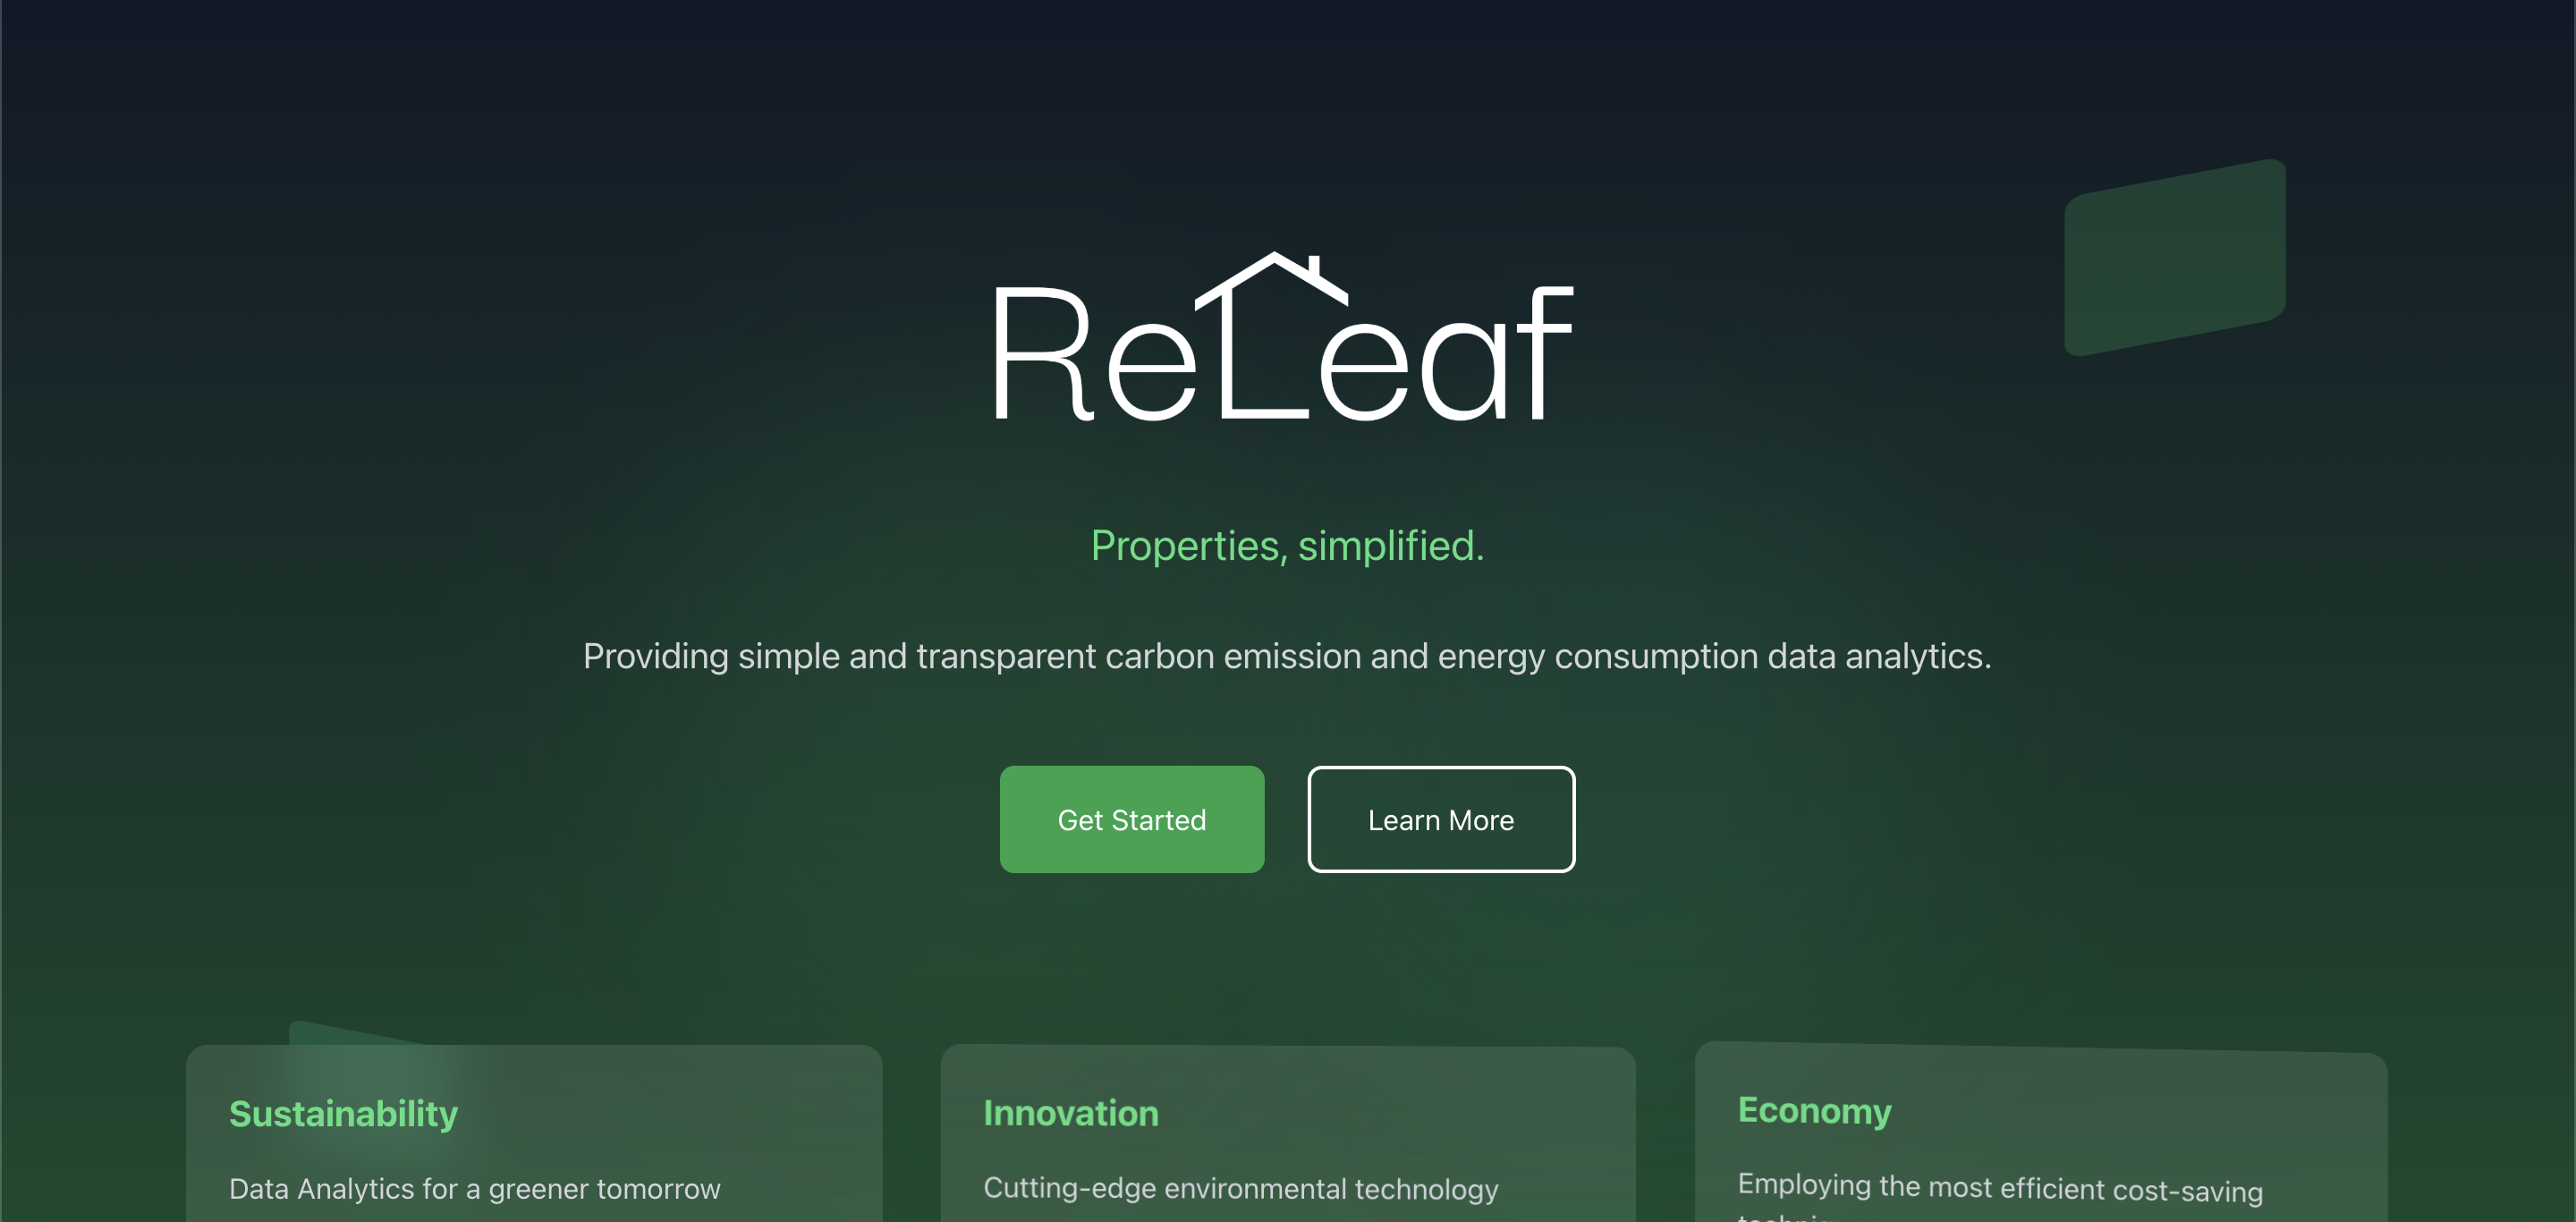 ReLeaf
Properties, simplified.
Providing simple and transparent carbon emission and energy consumption data analytics.
Get Started
Learn More
Sustainability
Data Analytics for a greener tomorrow
Innovation
Cutting-edge environmental technology
Economy
Employing the most efficient cost-saving